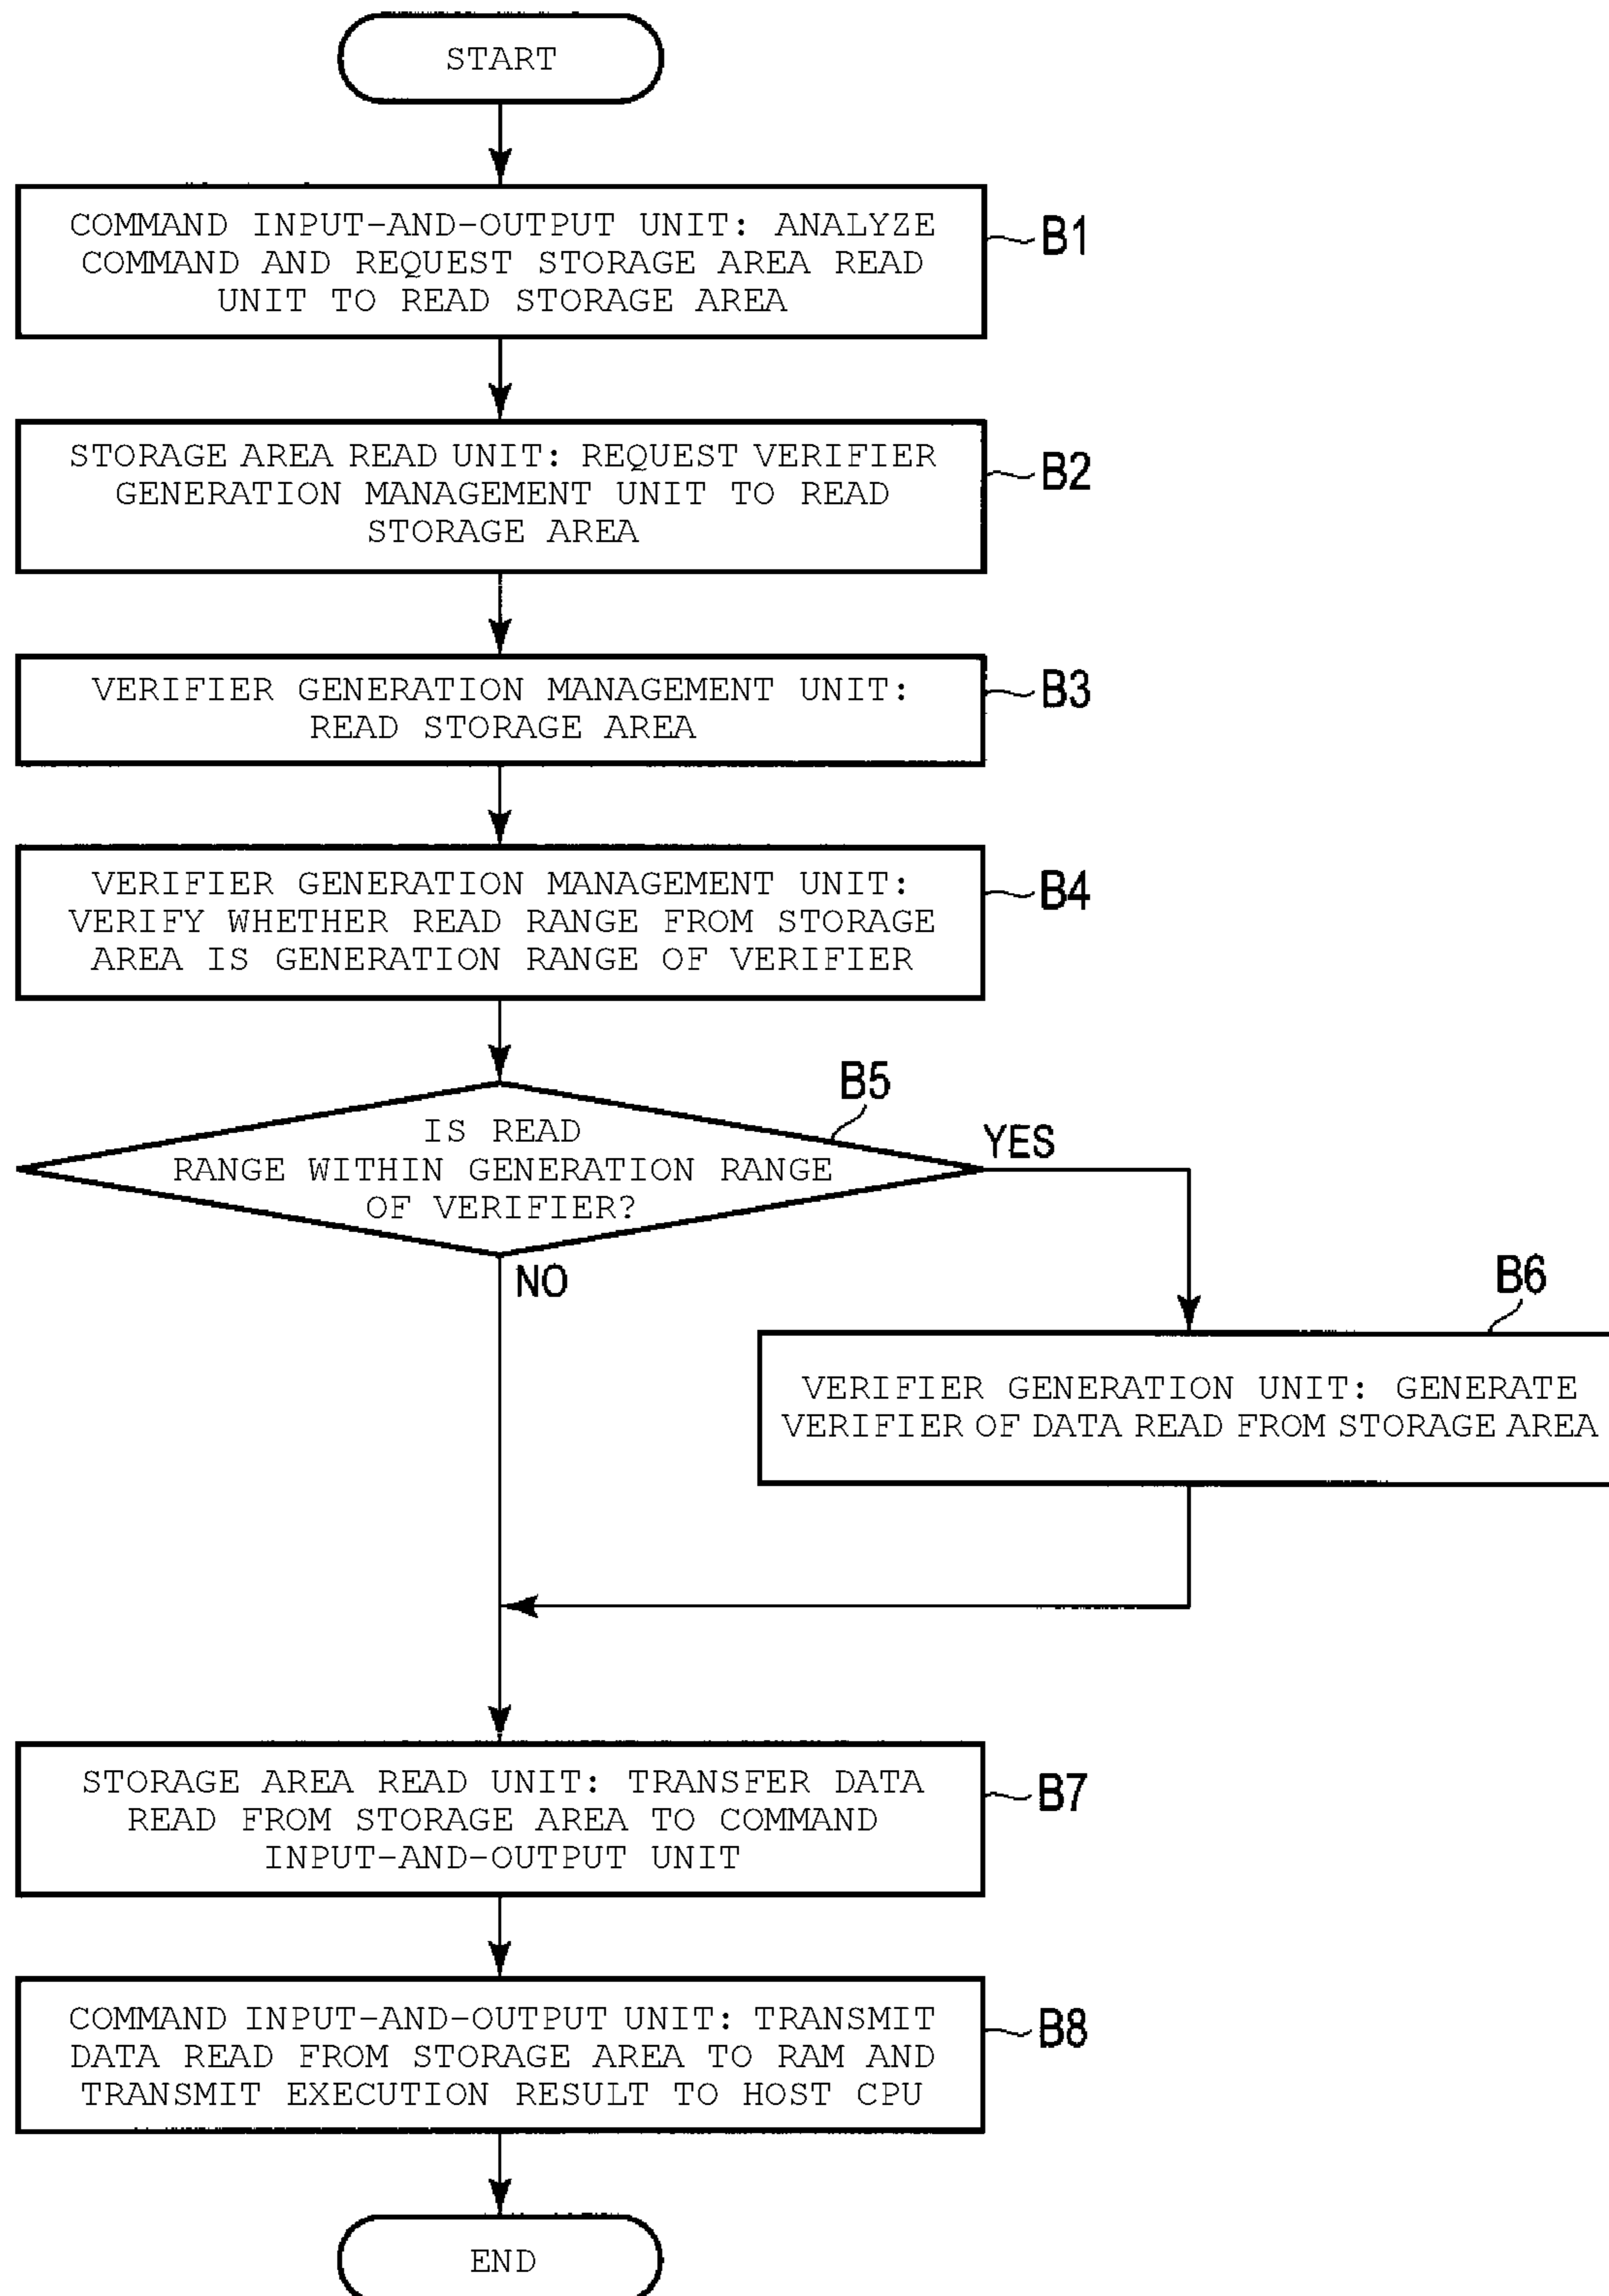 START
COMMAND INPUT-AND-OUTPUT UNIT: ANALYZE
COMMAND AND REQUEST STORAGE AREA READ
UNIT TO READ STORAGE AREA
B1
STORAGE AREA READ UNIT: REQUEST VERIFIER
GENERATION MANAGEMENT UNIT TO READ
STORAGE AREA
B2
VERIFIER GENERATION MANAGEMENT UNIT:
READ STORAGE AREA
B3
VERIFIER GENERATION MANAGEMENT UNIT:
VERIFY WHETHER READ RANGE FROM STORAGE
AREA IS GENERATION RANGE OF VERIFIER
B4
B5
IS READ
RANGE WITHIN GENERATION RANGE
OF VERIFIER?
YES
NO
B6
VERIFIER GENERATION UNIT: GENERATE
VERIFIER OF DATA READ FROM STORAGE AREA
STORAGE AREA READ UNIT: TRANSFER DATA
READ FROM STORAGE AREA TO COMMAND
INPUT-AND-OUTPUT UNIT
B7
COMMAND INPUT-AND-OUTPUT UNIT: TRANSMIT
DATA READ FROM STORAGE AREA TO RAM AND
TRANSMIT EXECUTION RESULT TO HOST CPU
B8
END